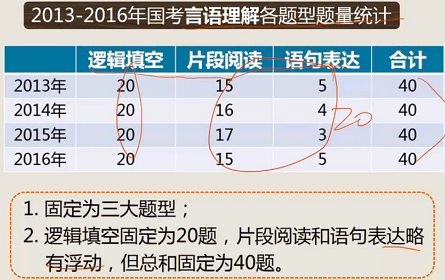 2013-2016年国考言语理解各题型题量统计
逻辑填空 片段阅读 语句表达 合计
2013年 20 15 5 40
2014年 20 16 4 40
20
2015年 20 17 3 40
2016年 20 15 5 40
1. 固定为三大题型；
2. 逻辑填空固定为20题，片段阅读和语句表达略
有浮动，但总和固定为40题。